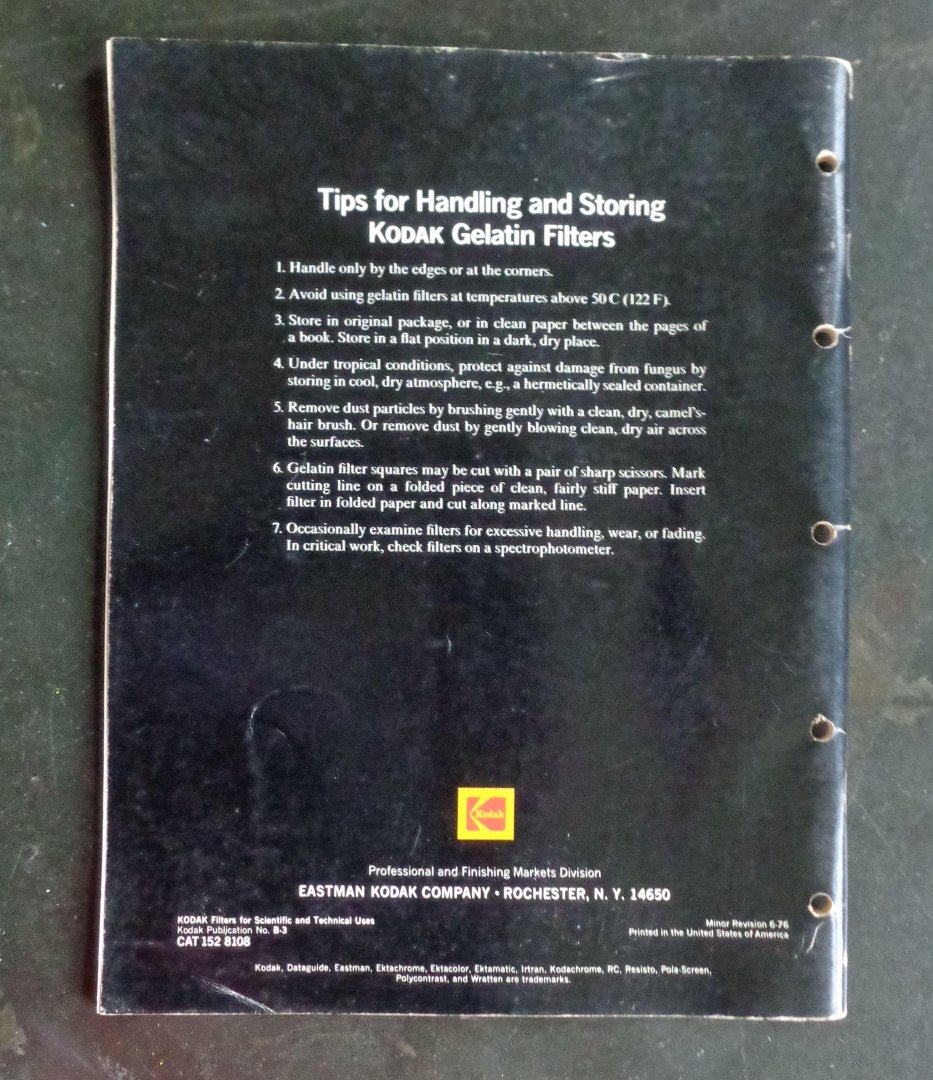 Tips for Handling and Storing
KODAK Gelatin Filters
1. Handle only by the edges or at the corners.
2. Avoid using gelatin filters at temperatures above 50 C (122 F).
3. Store in original package, or in clean paper between the pages of
a book. Store in a flat position in a dark, dry place.
4. Under tropical conditions, protect against damage from fungus by
storing in cool, dry atmosphere, e.g., a hermetically sealed container.
5. Remove dust particles by brushing gently with a clean, dry, camel's-
hair brush. Or remove dust by gently blowing clean, dry air across
the surfaces.
6. Gelatin filter squares may be cut with a pair of sharp scissors. Mark
cutting line on a folded piece of clean, fairly stiff paper. Insert
filter in folded paper and cut along marked line.
7. Occasionally examine filters for excessive handling, wear, or fading.
In critical work, check filters on a spectrophotometer.
Kodak
Professional and Finishing Markets Division
EASTMAN KODAK COMPANY • ROCHESTER, N. Y. 14650
KODAK Filters for Scientific and Technical Uses
Kodak Publication No. B-3
CAT 152 8108
Minor Revision 6-76
Printed in the United States of America
Kodak, Dataguide, Eastman, Ektachrome, Ektacolor, Ektamatic, Irtran, Kodachrome, RC, Resisto, Pola-Screen,
Polycontrast, and Wratten are trademarks.